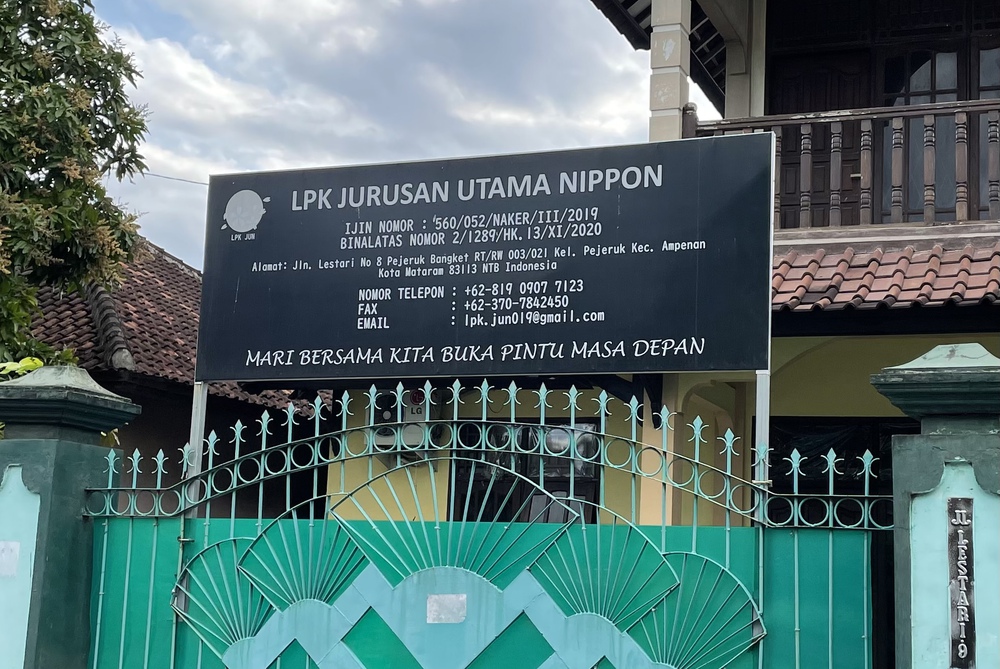 LPK JURUSAN UTAMA NIPPON
LPK JUN
IJIN NOMOR : 560/052/NAKER/III/2019
BINALATAS NOMOR 2/1289/HK.13/XI/2020
Alamat: Jln. Lestari No 8 Pejeruk Bangket RT/RW 003/021 Kel. Pejeruk Kec. Ampenan
Kota Mataram 83113 NTB Indonesia
NOMOR TELEPON : +62-819 0907 7123
FAX : +62-370-7842450
EMAIL : lpk.jun019@gmail.com
MARI BERSAMA KITA BUKA PINTU MASA DEPAN
LG
JL. LESTARI